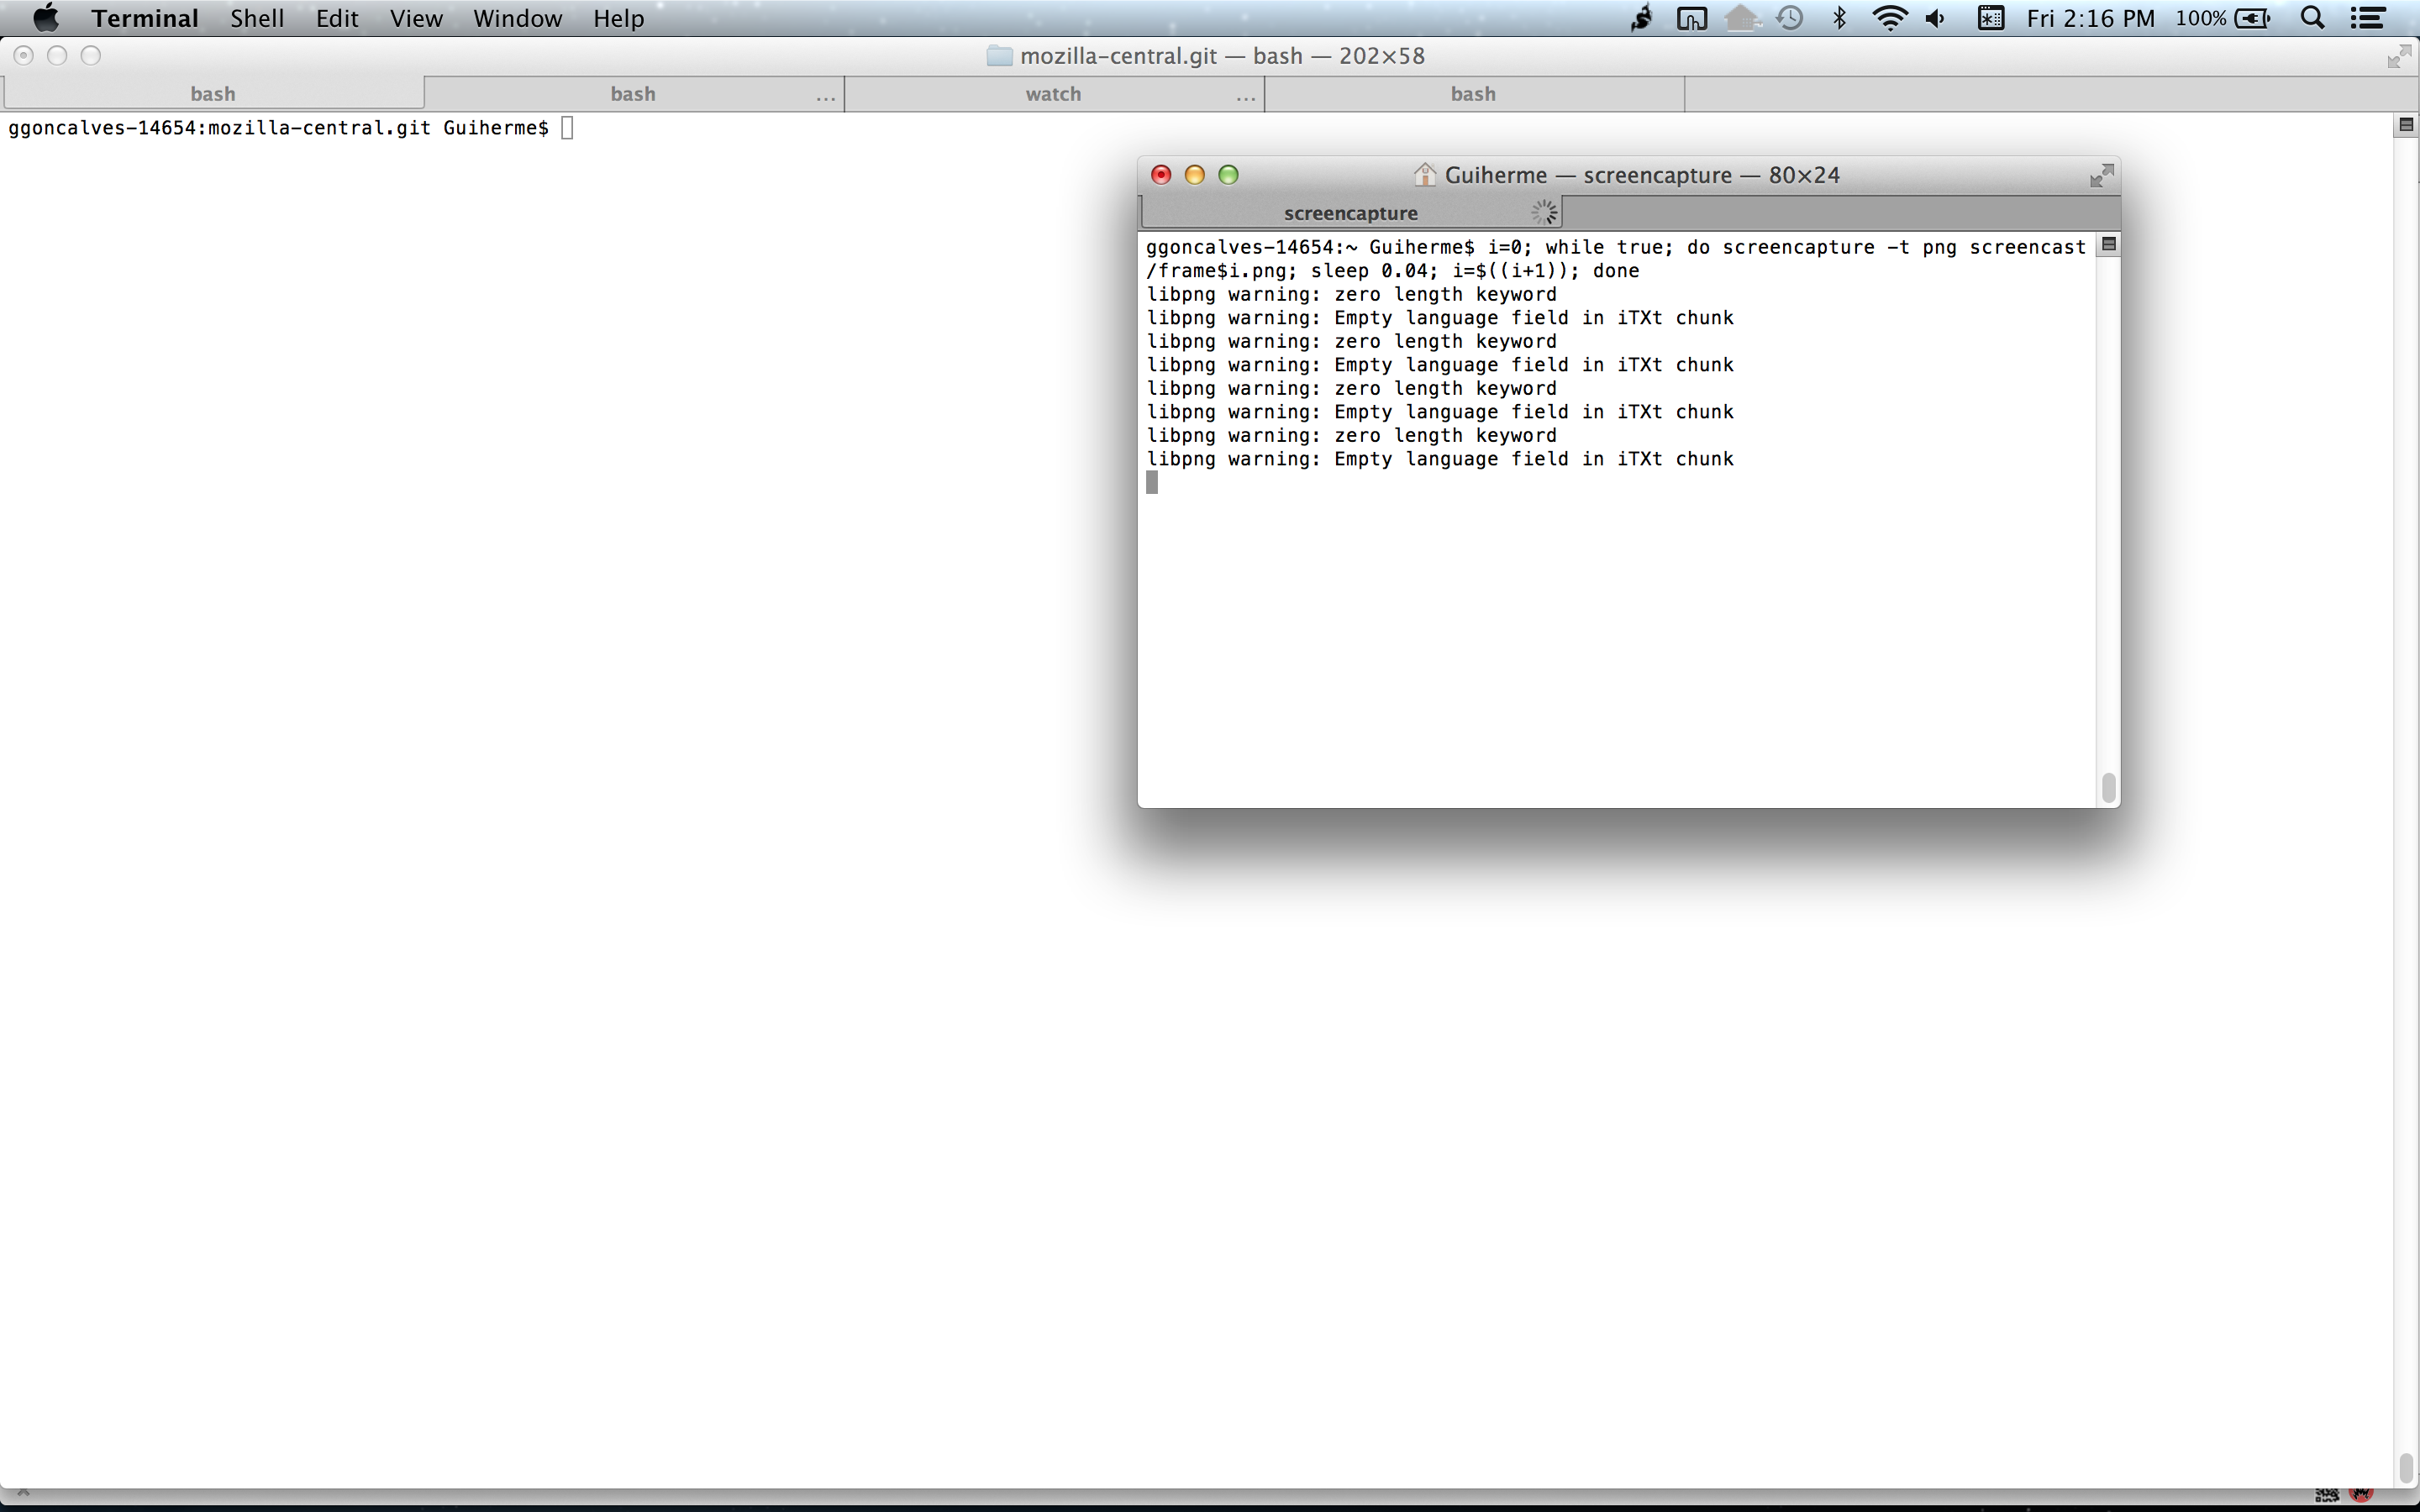 Terminal Shell Edit View Window Help Fri 2:16 PM 100%
mozilla-central.git — bash — 202×58
bash bash ... watch ... bash
ggoncalves-14654:mozilla-central.git Guiherme$
Guiherme — screencapture — 80×24
screencapture
ggoncalves-14654:~ Guiherme$ i=0; while true; do screencapture -t png screencast
/frame$i.png; sleep 0.04; i=$((i+1)); done
libpng warning: zero length keyword
libpng warning: Empty language field in iTXt chunk
libpng warning: zero length keyword
libpng warning: Empty language field in iTXt chunk
libpng warning: zero length keyword
libpng warning: Empty language field in iTXt chunk
libpng warning: zero length keyword
libpng warning: Empty language field in iTXt chunk